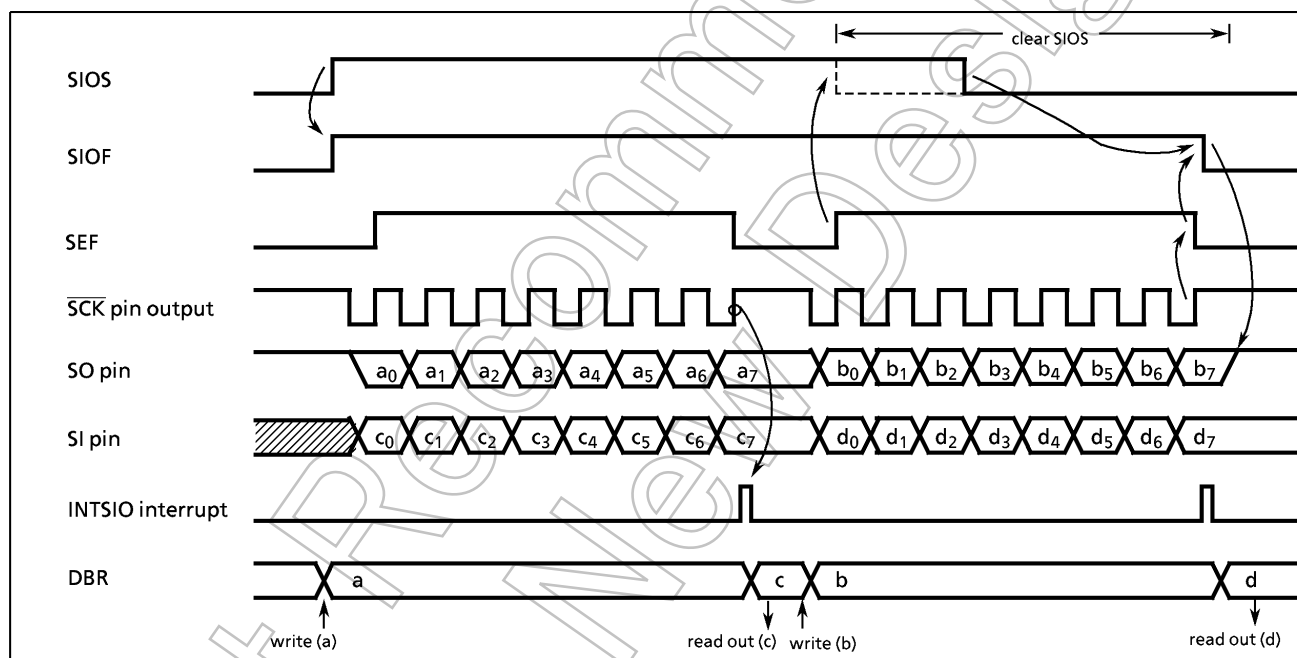 clear SIOS
SIOS
SIOF
SEF
SCK pin output
SO pin a0 a1 a2 a3 a4 a5 a6 a7 b0 b1 b2 b3 b4 b5 b6 b7
SI pin c0 c1 c2 c3 c4 c5 c6 c7 d0 d1 d2 d3 d4 d5 d6 d7
INTSIO interrupt
DBR a c b d
write (a) read out (c) write (b) read out (d)